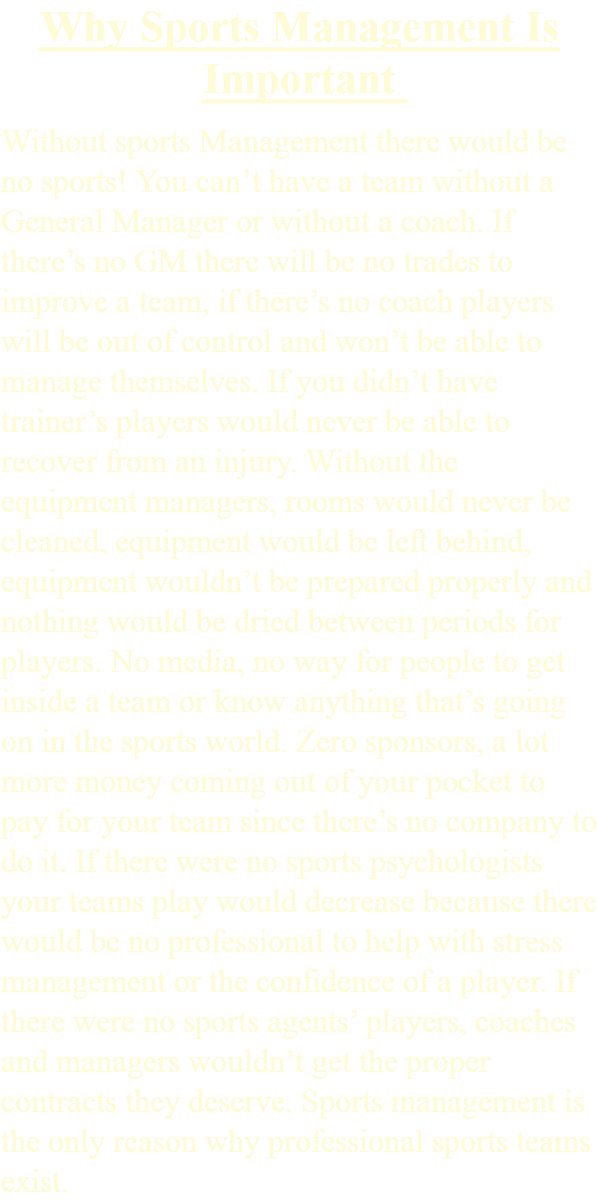 Why Sports Management Is
Important
Without sports Management there would be
no sports! You can’t have a team without a
General Manager or without a coach. If
there’s no GM there will be no trades to
improve a team, if there’s no coach players
will be out of control and won’t be able to
manage themselves. If you didn’t have
trainer’s players would never be able to
recover from an injury. Without the
equipment managers, rooms would never be
cleaned, equipment would be left behind,
equipment wouldn’t be prepared properly and
nothing would be dried between periods for
players. No media, no way for people to get
inside a team or know anything that’s going
on in the sports world. Zero sponsors, a lot
more money coming out of your pocket to
pay for your team since there’s no company to
do it. If there were no sports psychologists
your teams play would decrease because there
would be no professional to help with stress
management or the confidence of a player. If
there were no sports agents’ players, coaches
and managers wouldn’t get the proper
contracts they deserve. Sports management is
the only reason why professional sports teams
exist.